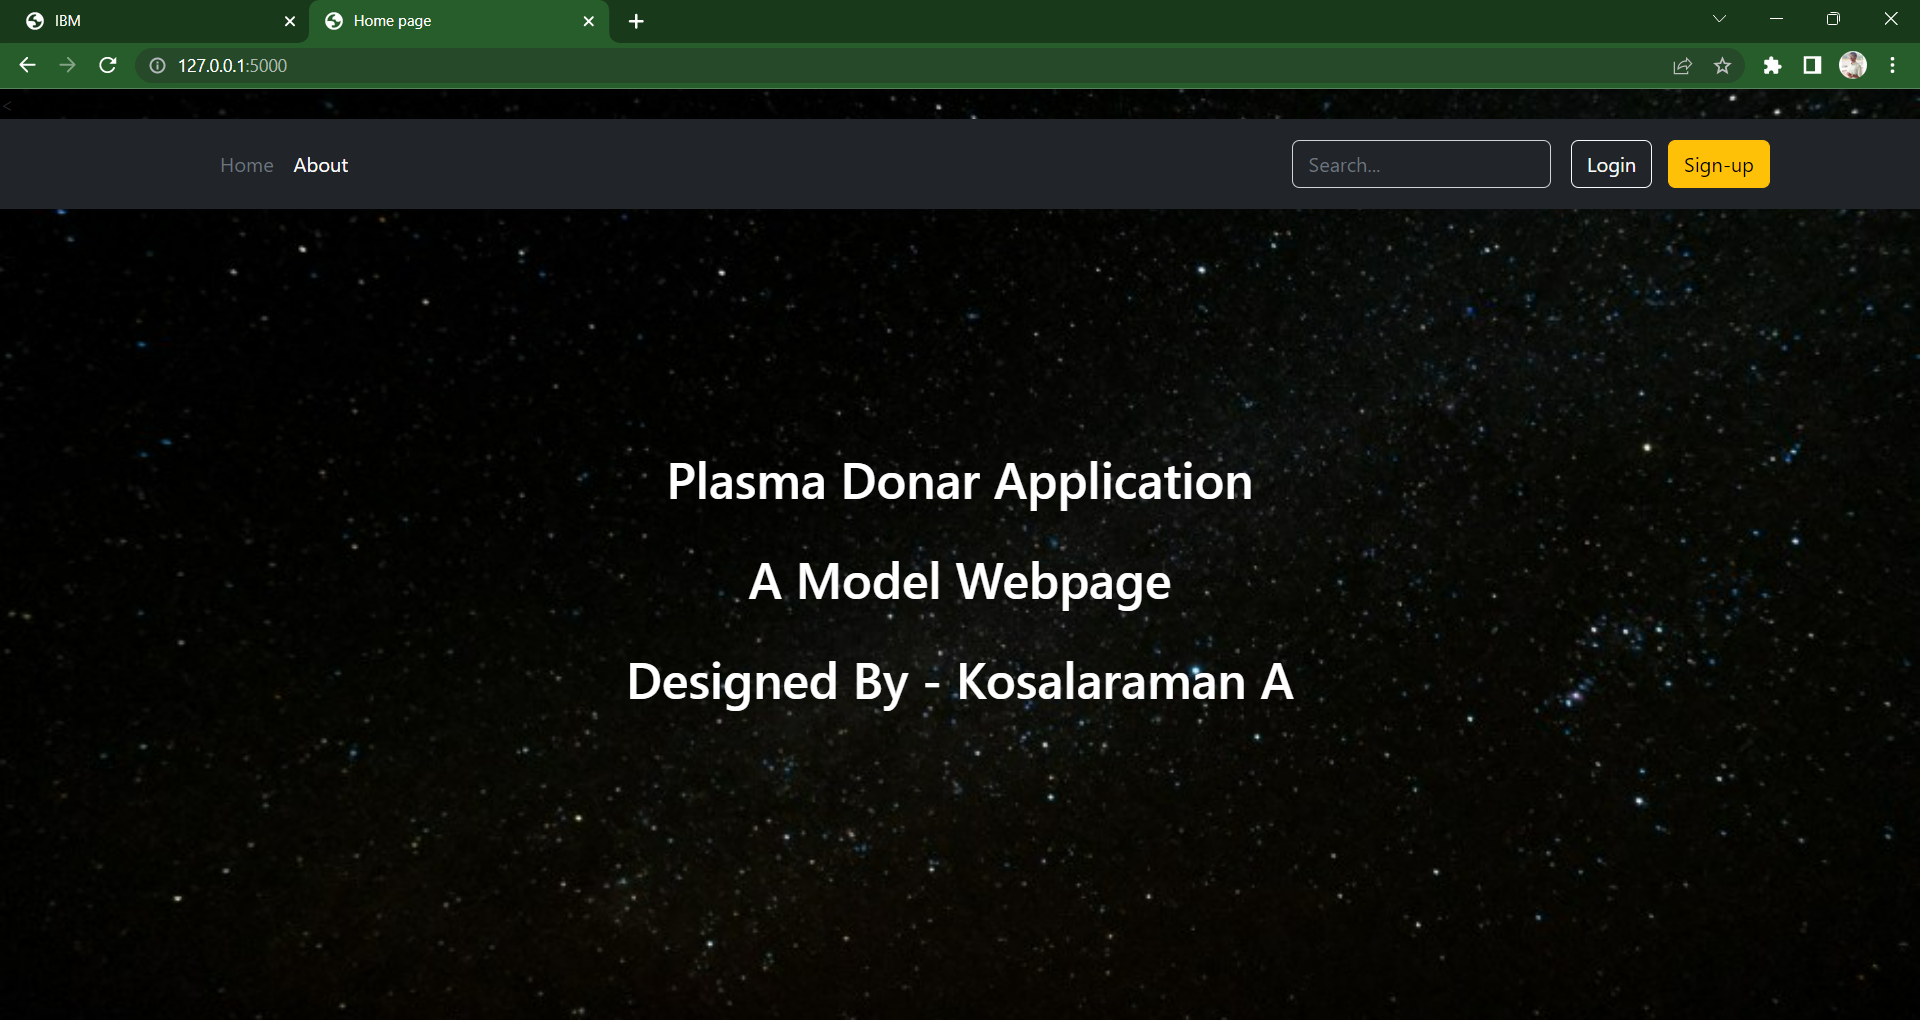 IBM
Home page
127.0.0.1:5000
<
Home About Search... Login Sign-up
Plasma Donar Application
A Model Webpage
Designed By - Kosalaraman A